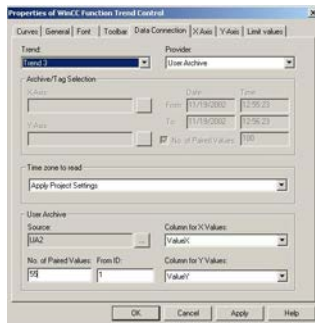 Properties of WinCC Function Trend Control
Curves General Font Toolbar Data Connection X Axis Y-Axis Limit values
Trend: Provider:
Trend 3 User Archive
Archive/Tag Selection
X-Axis: Date: Time:
From: 11/19/2002 12:55:23
Y-Axis: To: 11/19/2002 12:56:23
No. of Paired Values: 100
Time zone to read
Apply Project Settings
User Archive
Source: Column for X Values:
UA2 ... ValueX
No. of Paired Values: From ID: Column for Y Values:
55 1 ValueY
OK Cancel Apply Help